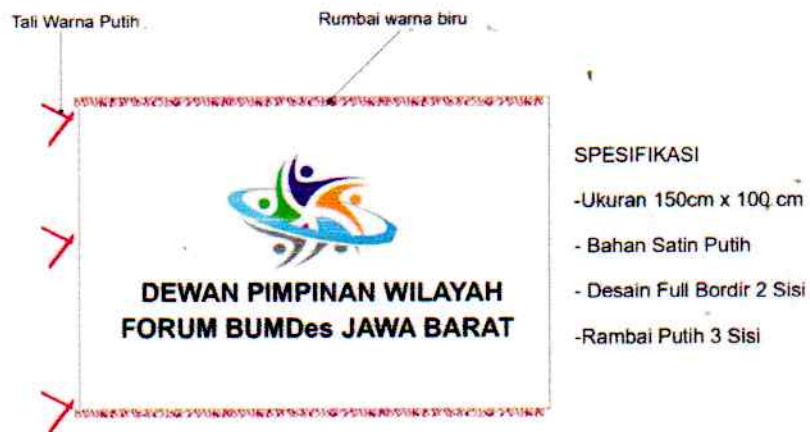 Tali Warna Putih
Rumbai warna biru
SPESIFIKASI
-Ukuran 150cm x 100 cm
- Bahan Satin Putih
- Desain Full Bordir 2 Sisi
-Rambai Putih 3 Sisi
DEWAN PIMPINAN WILAYAH
FORUM BUMDes JAWA BARAT